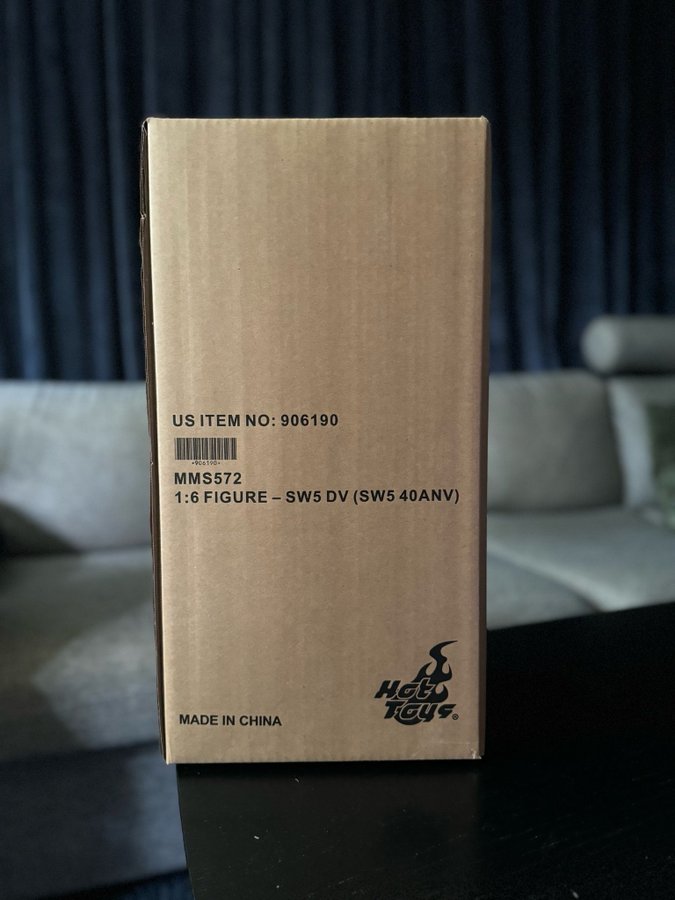 US ITEM NO: 906190
*906190*
MMS572
1:6 FIGURE – SW5 DV (SW5 40ANV)
Hot
Toys®
MADE IN CHINA